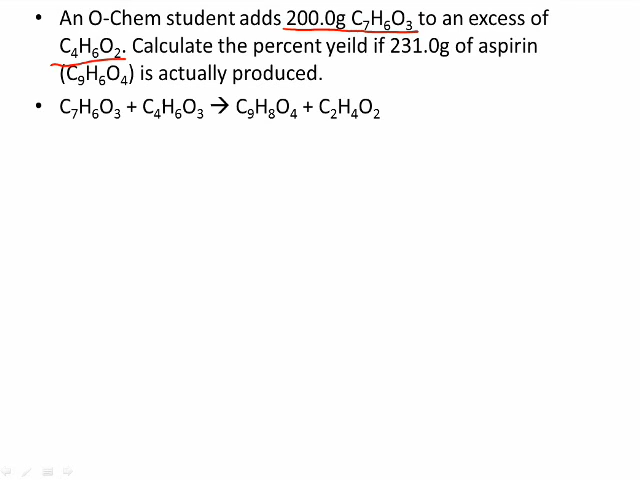 • An O-Chem student adds 200.0g C₇H₆O₃ to an excess of
C₄H₆O₂. Calculate the percent yeild if 231.0g of aspirin
(C₉H₆O₄) is actually produced.
• C₇H₆O₃ + C₄H₆O₃ → C₉H₈O₄ + C₂H₄O₂